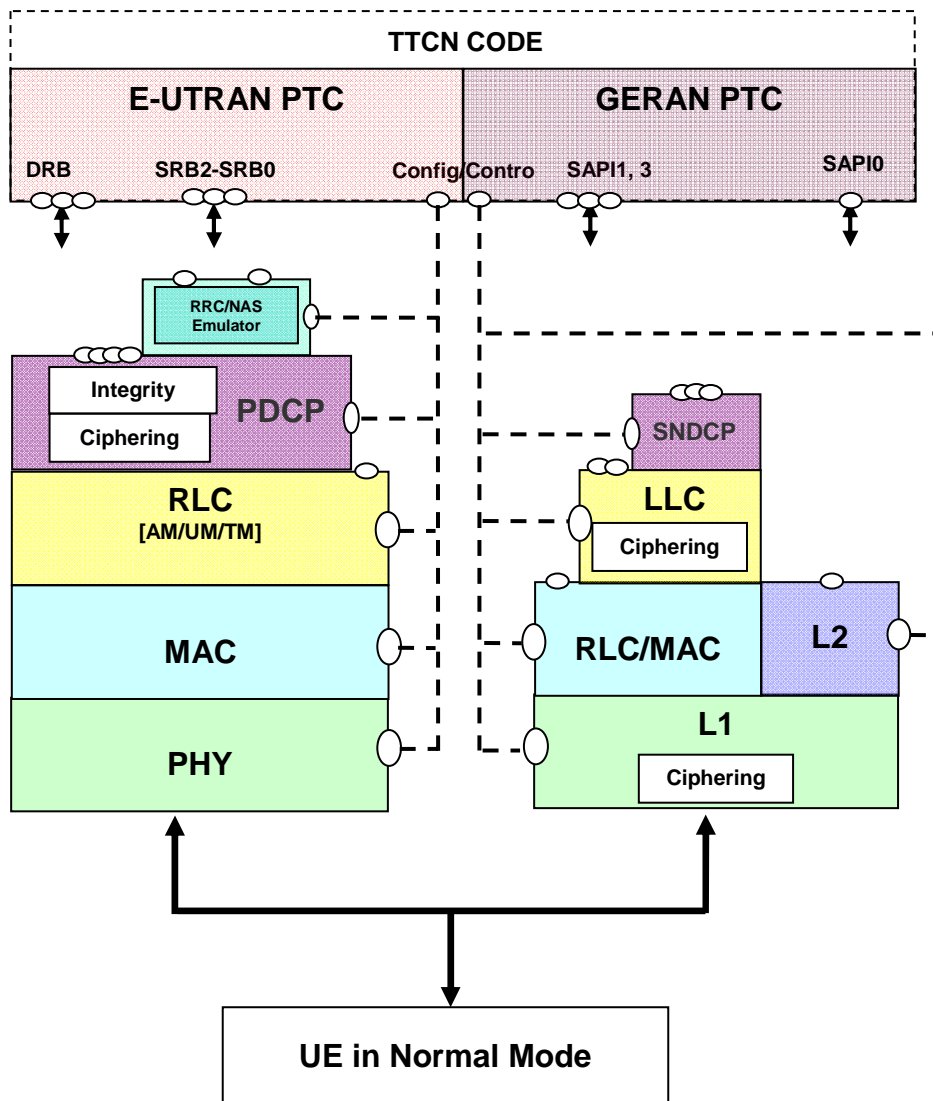 TTCN CODE
E-UTRAN PTC
GERAN PTC
DRB
SRB2-SRB0
Config/Contro
SAPI1, 3
SAPI0
RRC/NAS
Emulator
Integrity
PDCP
Ciphering
SNDCP
RLC
[AM/UM/TM]
LLC
Ciphering
MAC
RLC/MAC
L2
PHY
L1
Ciphering
UE in Normal Mode